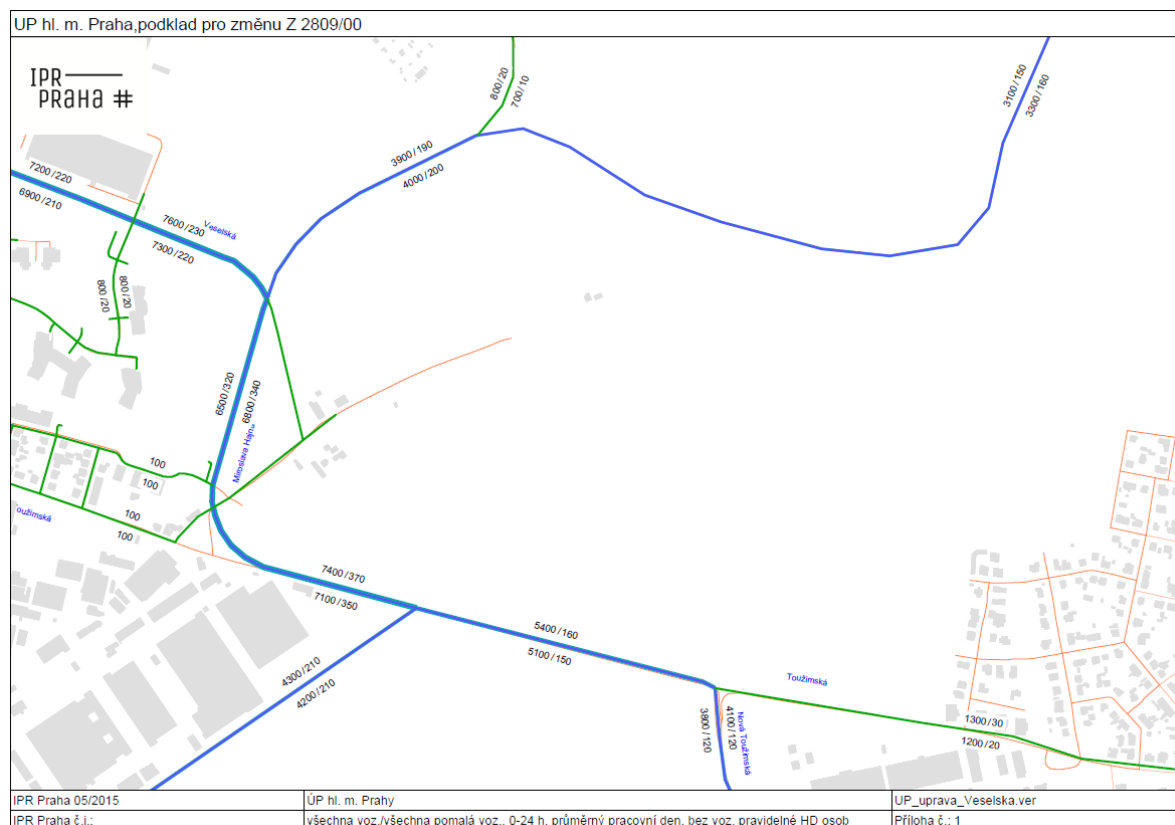 UP hl. m. Praha,podklad pro změnu Z 2809/00
IPR
PRAHA #
800/20
700/10
3100/150
3300/160
3900/190
4000/200
7200/220
6900/210
7600/230
Veselská
7300/220
800/20
800/20
6500/320
6800/340
Miroslava Hajna
100
100
oužimská
100
100
7400/370
7100/350
5400/160
5100/150
4300/210
4200/210
Toužimská
3800/120
4100/120
Nová Toužimská
1300/30
1200/20
IPR Praha 05/2015
ÚP hl. m. Prahy
UP_uprava_Veselska.ver
IPR Praha č.j.:
všechna voz./všechna pomalá voz., 0-24 h, průměrný pracovní den, bez voz. pravidelné HD osob
Příloha č.: 1